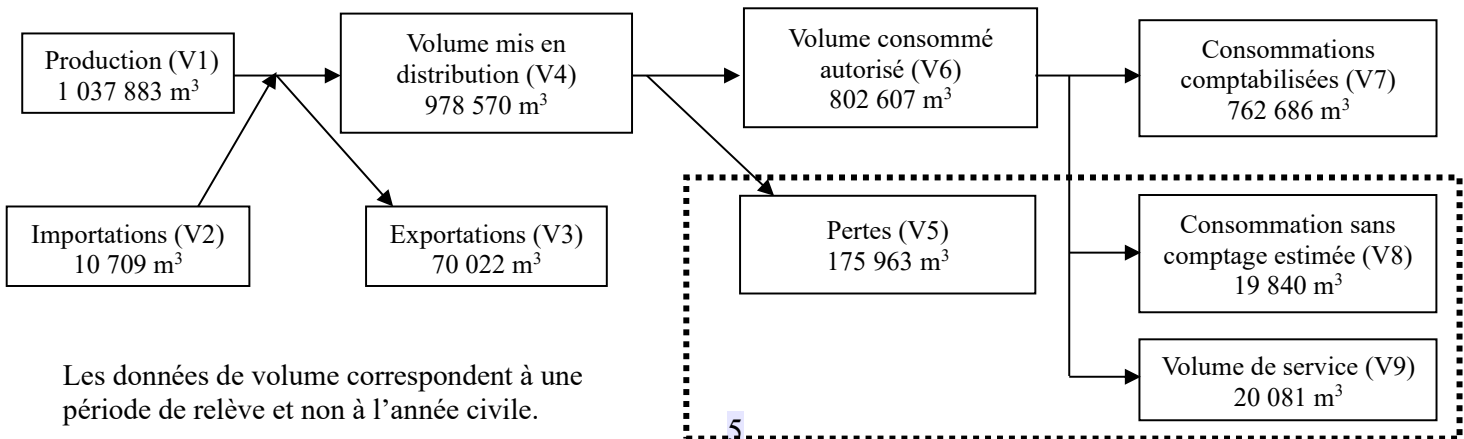 Production (V1)
1 037 883 m³
Volume mis en
distribution (V4)
978 570 m³
Volume consommé
autorisé (V6)
802 607 m³
Consommations
comptabilisées (V7)
762 686 m³
Importations (V2)
10 709 m³
Exportations (V3)
70 022 m³
Pertes (V5)
175 963 m³
Consommation sans
comptage estimée (V8)
19 840 m³
Volume de service (V9)
20 081 m³
Les données de volume correspondent à une
période de relève et non à l’année civile.
5